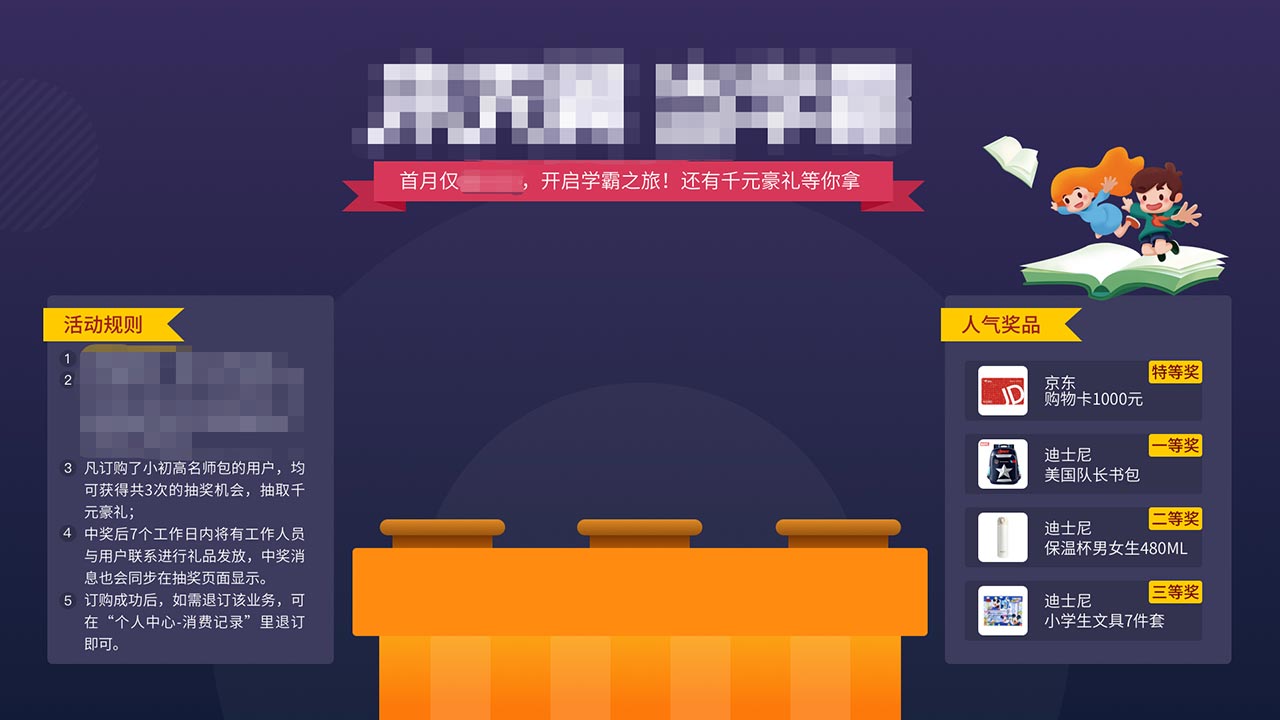 首月仅，开启学霸之旅！还有千元豪礼等你拿
活动规则
1
2
3 凡订购了小初高名师包的用户，均
可获得共3次的抽奖机会，抽取千
元豪礼；
4 中奖后7个工作日内将有工作人员
与用户联系进行礼品发放，中奖消
息也会同步在抽奖页面显示。
5 订购成功后，如需退订该业务，可
在“个人中心-消费记录”里退订
即可。
人气奖品
特等奖
京东
购物卡1000元
一等奖
迪士尼
美国队长书包
二等奖
迪士尼
保温杯男女生480ML
三等奖
迪士尼
小学生文具7件套